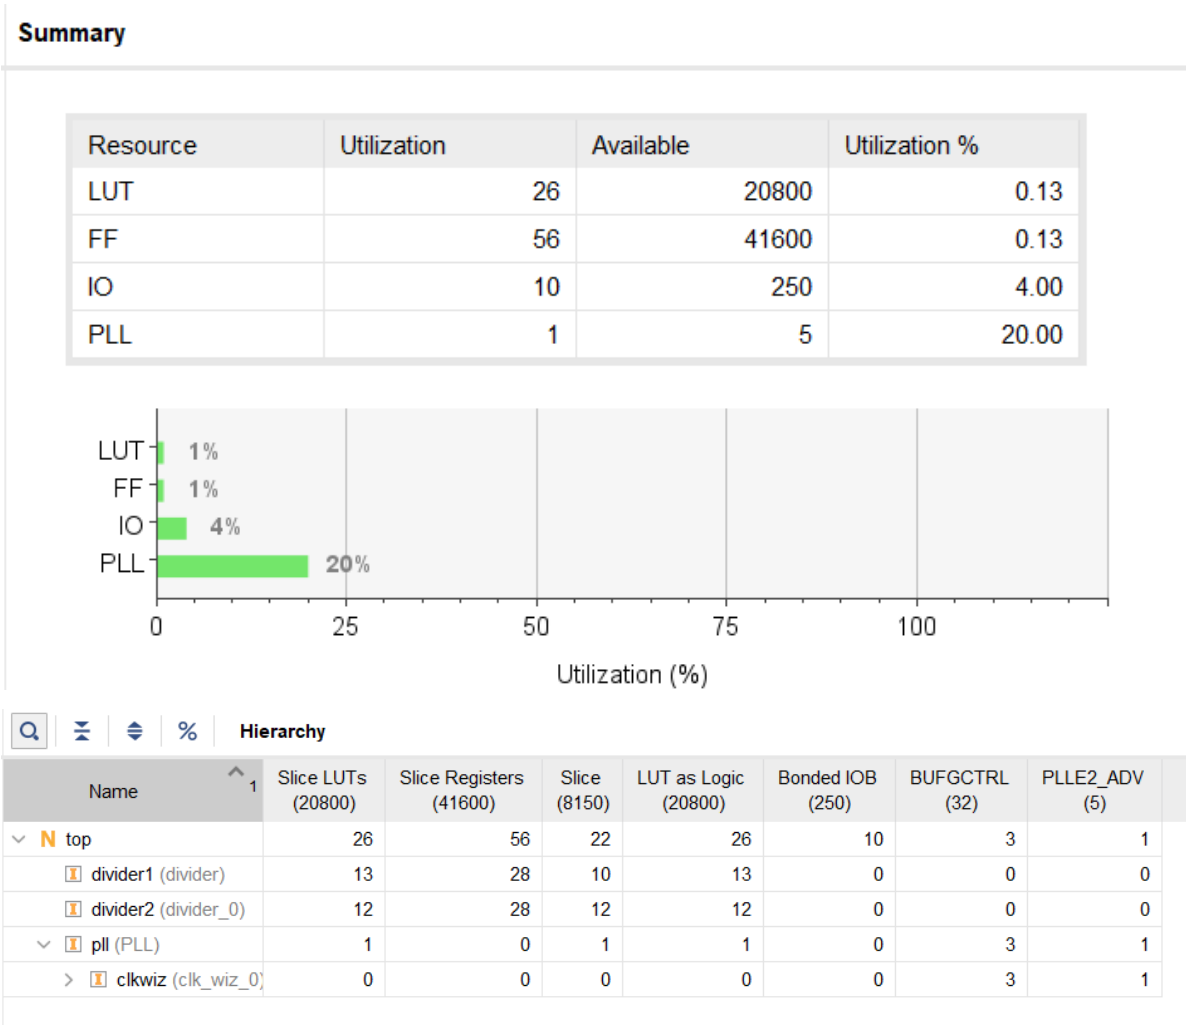 Summary
Resource Utilization Available Utilization %
LUT 26 20800 0.13
FF 56 41600 0.13
IO 10 250 4.00
PLL 1 5 20.00
LUT 1%
FF 1%
IO 4%
PLL 20%
0 25 50 75 100
Utilization (%)
% Hierarchy
Name 1 Slice LUTs (20800) Slice Registers (41600) Slice (8150) LUT as Logic (20800) Bonded IOB (250) BUFGCTRL (32) PLLE2_ADV (5)
N top 26 56 22 26 10 3 1
I divider1 (divider) 13 28 10 13 0 0 0
I divider2 (divider_0) 12 28 12 12 0 0 0
I pll (PLL) 1 0 1 1 0 3 1
I clkwiz (clk_wiz_0) 0 0 0 0 0 3 1